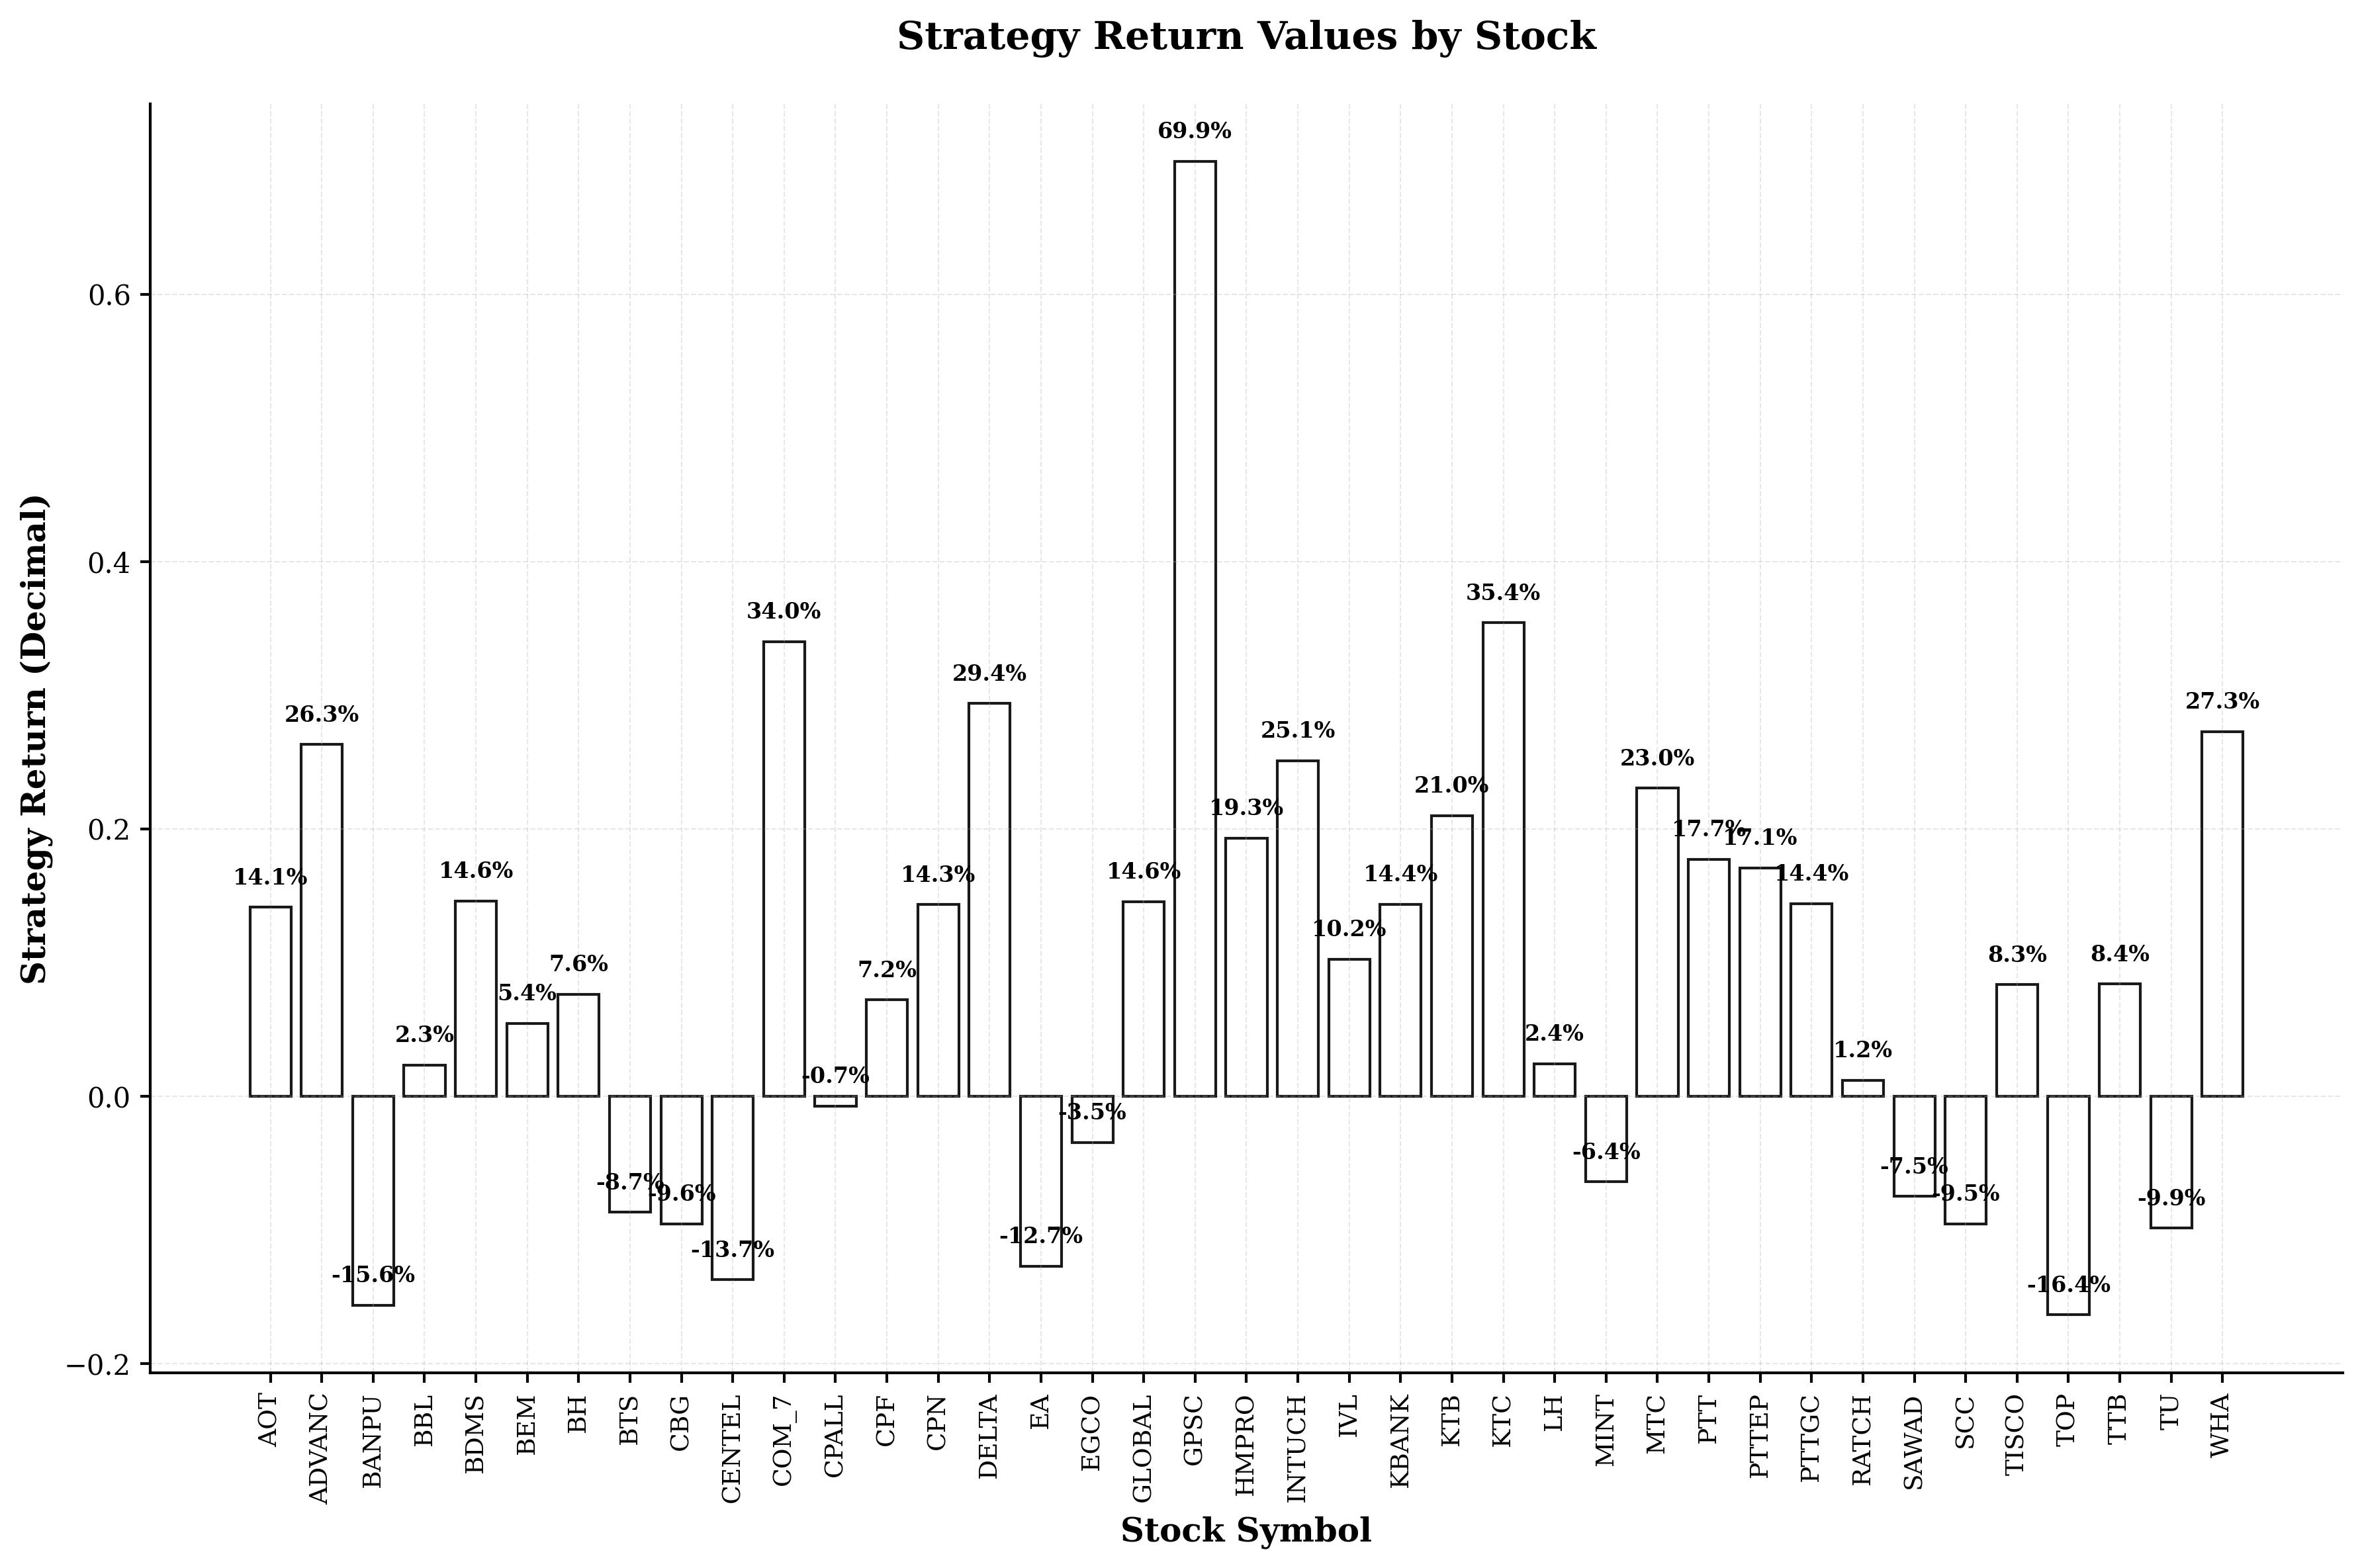 Strategy Return Values by Stock
Strategy Return (Decimal)
0.6
0.4
0.2
0.0
−0.2
14.1%
26.3%
-15.6%
2.3%
14.6%
5.4%
7.6%
-8.7%
-9.6%
-13.7%
34.0%
-0.7%
7.2%
14.3%
29.4%
-12.7%
-3.5%
14.6%
69.9%
19.3%
25.1%
10.2%
14.4%
21.0%
35.4%
2.4%
-6.4%
23.0%
17.7%
17.1%
14.4%
1.2%
-7.5%
-9.5%
8.3%
-16.4%
8.4%
-9.9%
27.3%
AOT
ADVANC
BANPU
BBL
BDMS
BEM
BH
BTS
CBG
CENTEL
COM_7
CPALL
CPF
CPN
DELTA
EA
EGCO
GLOBAL
GPSC
HMPRO
INTUCH
IVL
KBANK
KTB
KTC
LH
MINT
MTC
PTT
PTTEP
PTTGC
RATCH
SAWAD
SCC
TISCO
TOP
TTB
TU
WHA
Stock Symbol